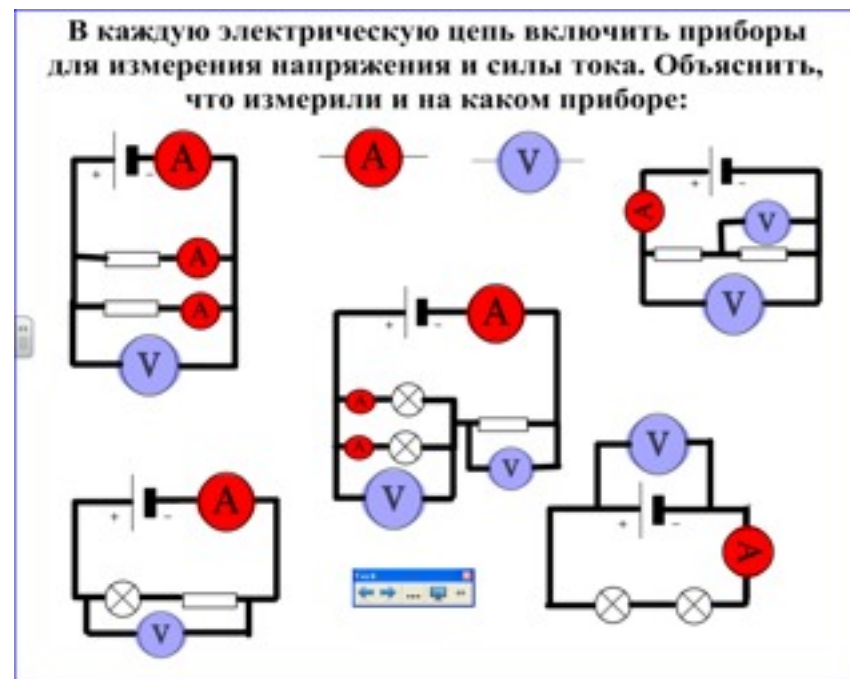 В каждую электрическую цепь включить приборы
для измерения напряжения и силы тока. Объяснить,
что измерили и на каком приборе:
A
A
V
+ -
A
A
V
+ -
A
V
V
+ -
A
A
A
V
V
+ -
A
V
V
+ -
A